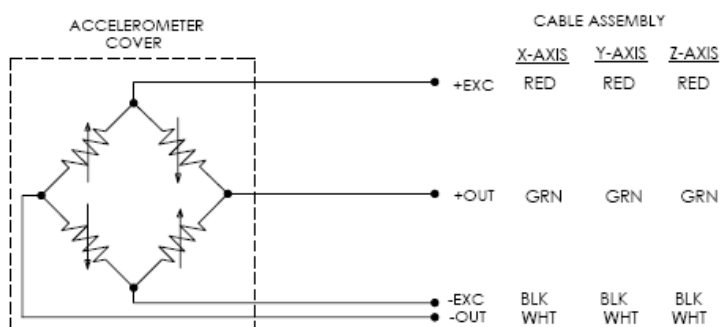 ACCELEROMETER
COVER
CABLE ASSEMBLY
X-AXIS Y-AXIS Z-AXIS
+EXC RED RED RED
+OUT GRN GRN GRN
-EXC BLK BLK BLK
-OUT WHT WHT WHT